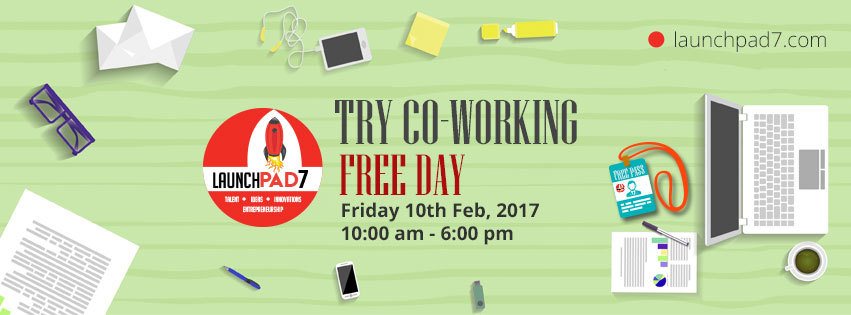 launchpad7.com
TRY CO-WORKING
FREE DAY
Friday 10th Feb, 2017
10:00 am - 6:00 pm
LAUNCHPAD7
TALENT IDEAS INNOVATIONS
ENTREPRENEURSHIP
FREE PASS